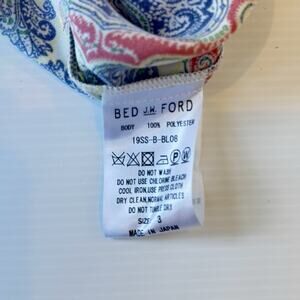 BED J.W. FORD
BODY 100% POLYESTER
19SS-B-BL08
P W
DO NOT WASH
DO NOT USE CHLORINE BLEACH
COOL IRON,USE PRESS CLOTH
DRY CLEAN,NORMAL ARTICLES
DO NOT TUMBLE DRY
SIZE 3
MADE IN JAPAN